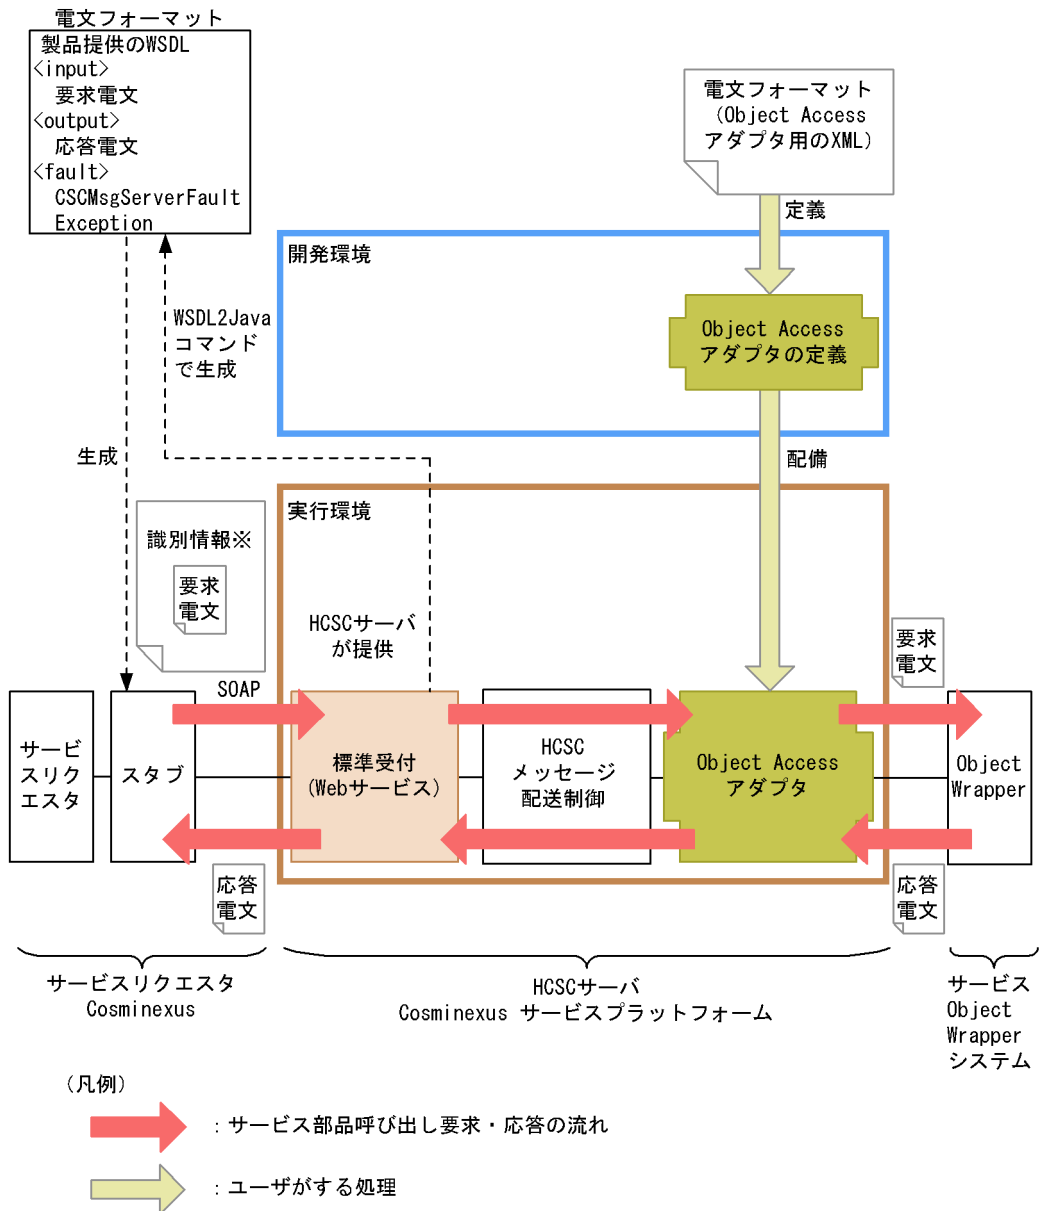 電文フォーマット
製品提供のWSDL
<input>
要求電文
<output>
応答電文
<fault>
CSCMsgServerFault
Exception
電文フォーマット
(Object Access
アダプタ用のXML)
定義
開発環境
Object Access
アダプタの定義
WSDL2Java
コマンド
で生成
生成
配備
実行環境
識別情報※
要求
電文
HCSCサーバ
が提供
要求
電文
SOAP
サービ
スリク
エスタ
スタブ
標準受付
(Webサービス)
HCSC
メッセージ
配送制御
Object Access
アダプタ
Object
Wrapper
応答
電文
応答
電文
サービスリクエスタ
Cosminexus
HCSCサーバ
Cosminexus サービスプラットフォーム
サービス
Object
Wrapper
システム
(凡例)
：サービス部品呼び出し要求・応答の流れ
：ユーザがする処理